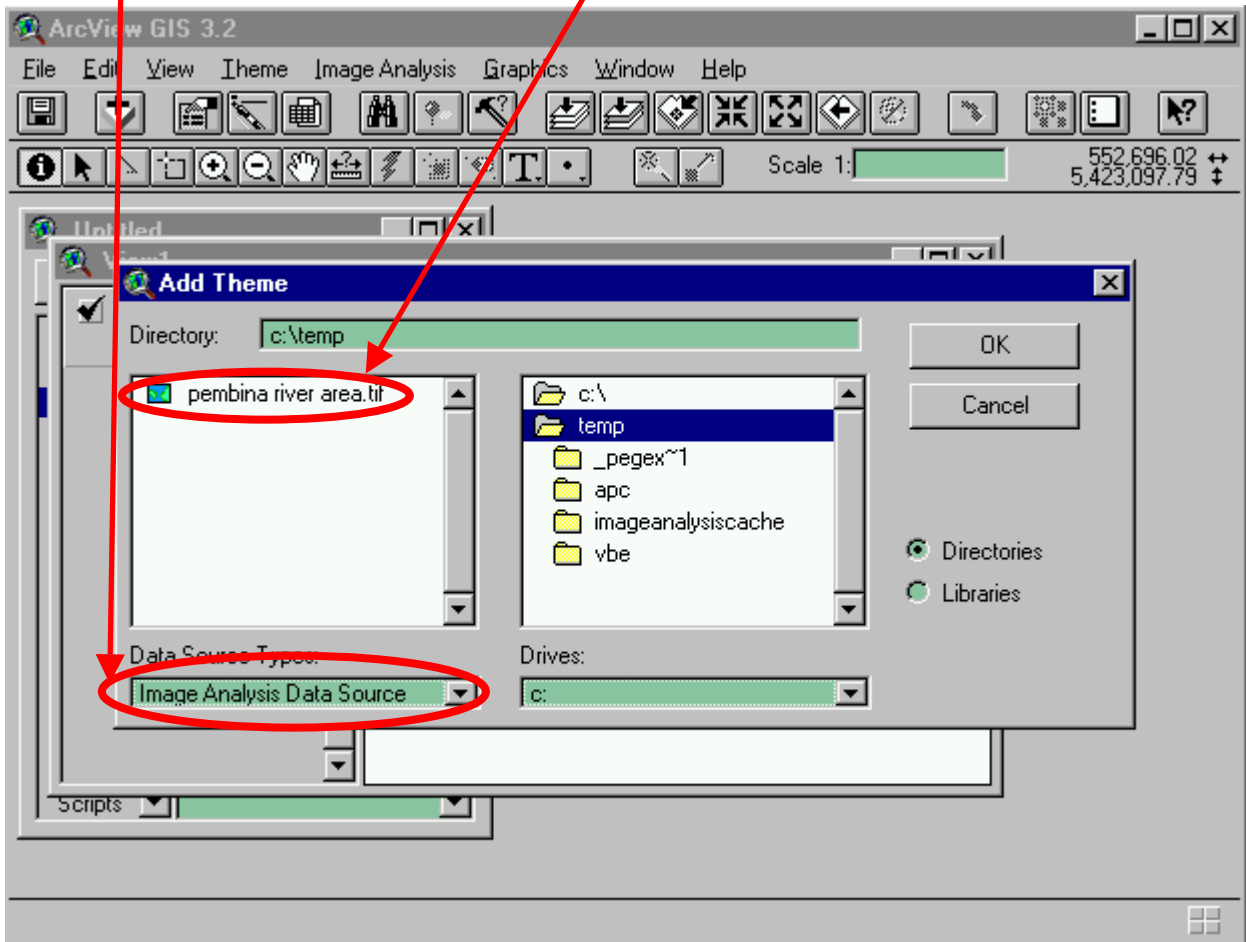 ArcView GIS 3.2
File Edit View Theme Image Analysis Graphics Window Help
Scale 1:
552,696.02
5,423,097.79
Untitled
View1
Add Theme
Directory: c:\temp
OK
Cancel
pembina river area.tif
c:\
temp
_pegex~1
apc
imageanalysiscache
vbe
Directories
Libraries
Data Source Types:
Drives:
Image Analysis Data Source
c:
Scripts